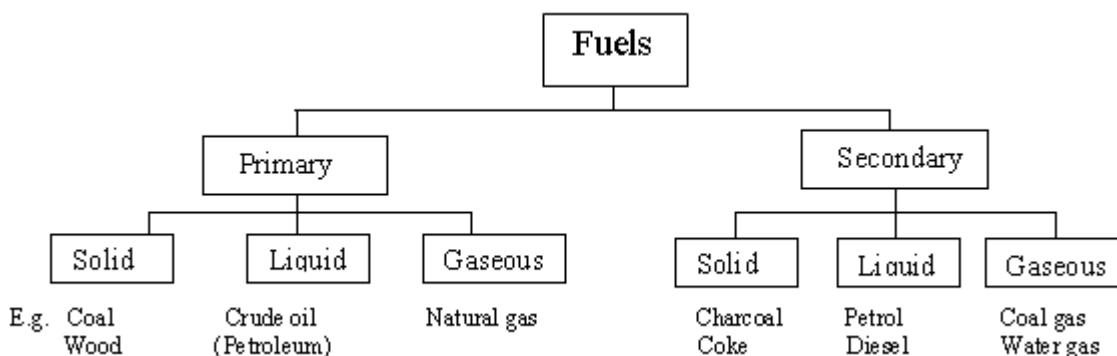 Fuels
Primary
Secondary
Solid
Liquid
Gaseous
Solid
Liquid
Gaseous
E.g. Coal
Wood
Crude oil
(Petroleum)
Natural gas
Charcoal
Coke
Petrol
Diesel
Coal gas
Water gas